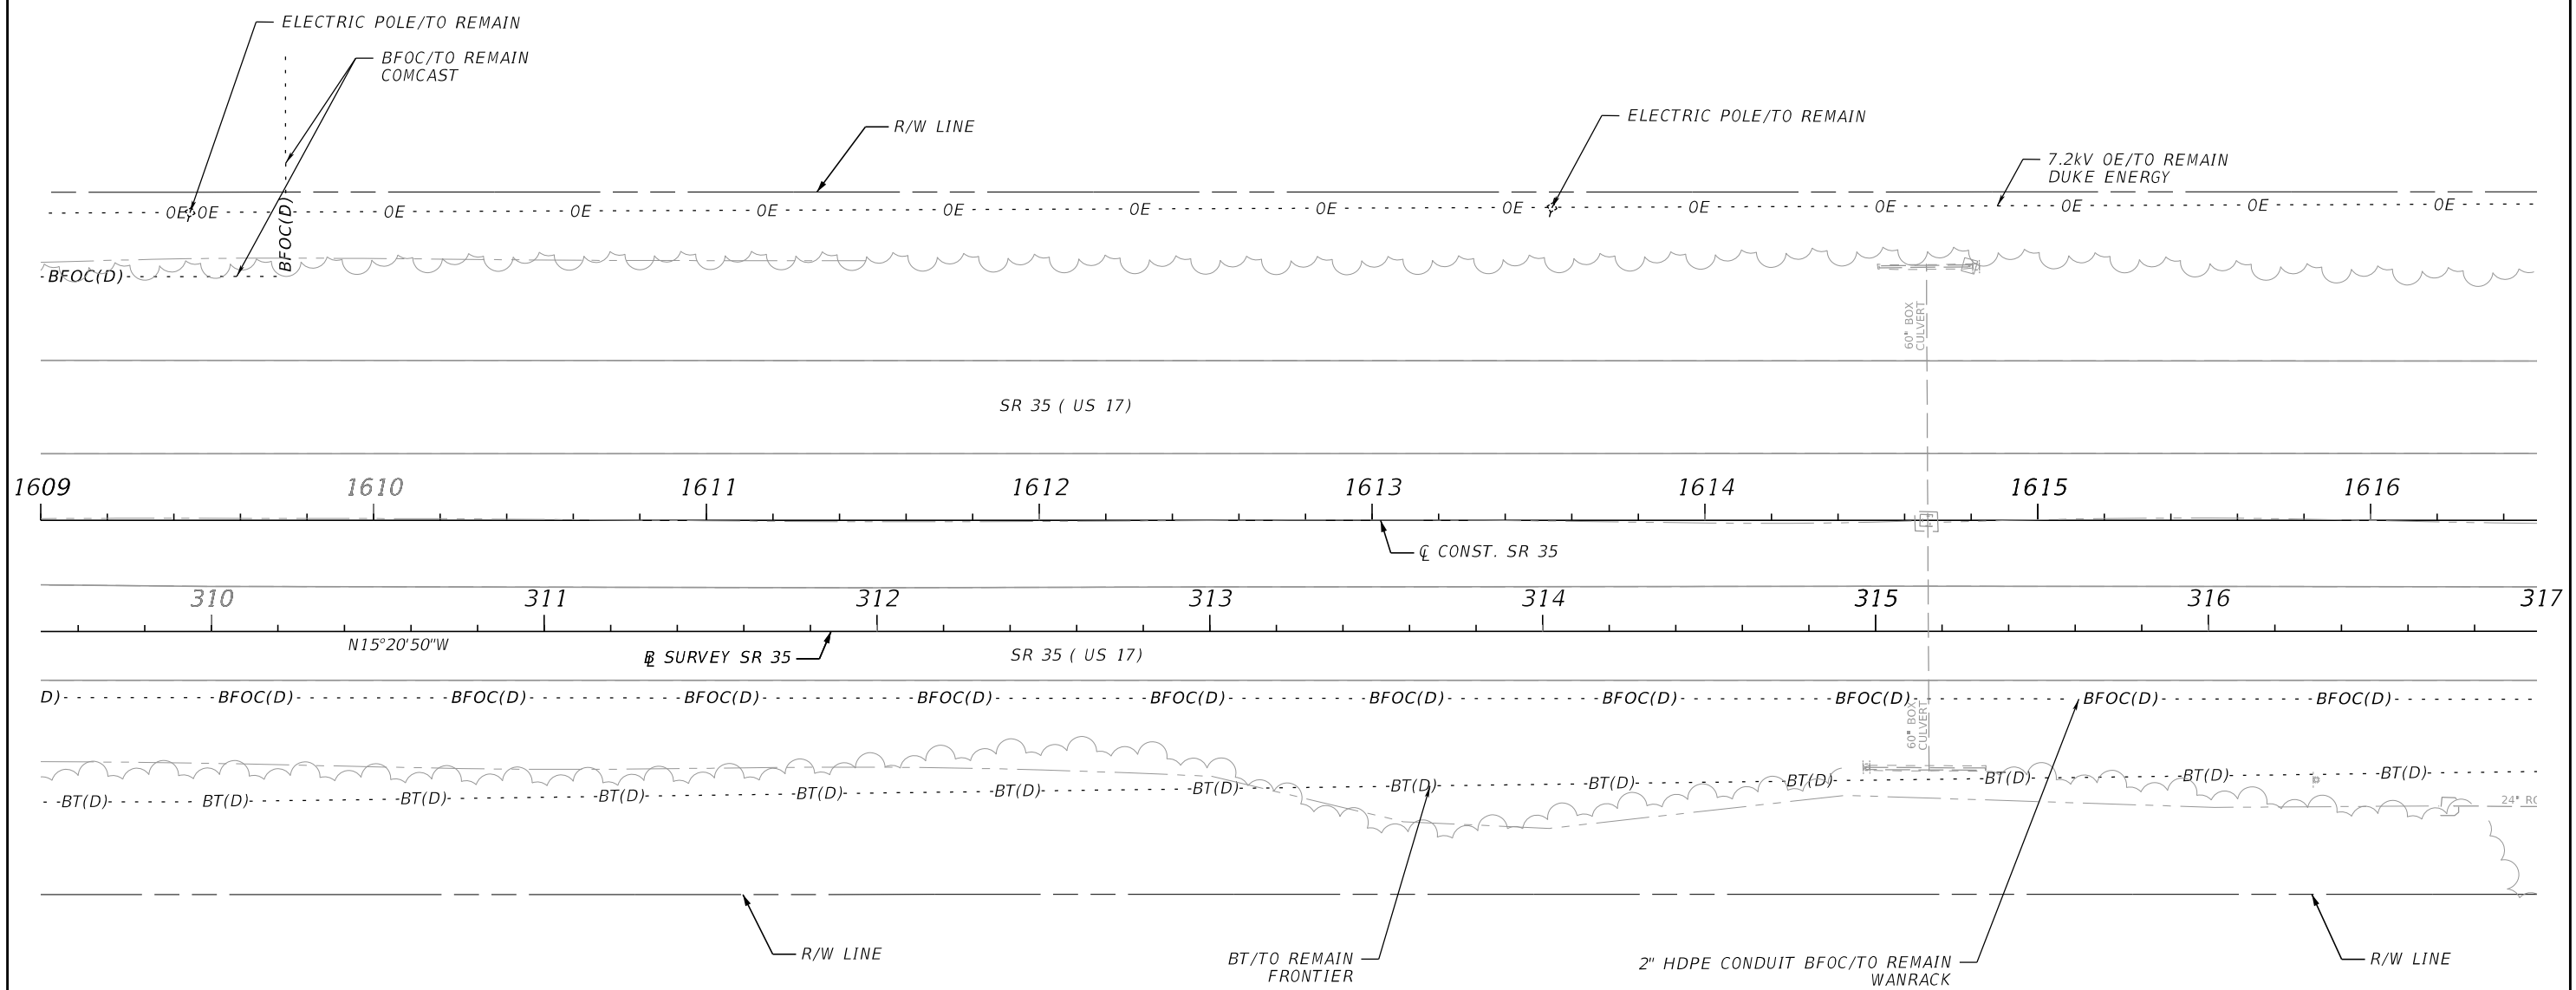 ELECTRIC POLE/TO REMAIN
BFOC/TO REMAIN
COMCAST
R/W LINE
ELECTRIC POLE/TO REMAIN
7.2kV OE/TO REMAIN
DUKE ENERGY
OE OE OE OE OE OE OE OE OE OE OE OE OE OE
BFOC(D)
BFOC(D)
60" BOX
CULVERT
SR 35 ( US 17)
1609 1610 1611 1612 1613 1614 1615 1616
℄ CONST. SR 35
310 311 312 313 314 315 316 317
N15°20'50"W
BL SURVEY SR 35
SR 35 ( US 17)
D) BFOC(D) BFOC(D) BFOC(D) BFOC(D) BFOC(D) BFOC(D) BFOC(D) BFOC(D) BFOC(D) BFOC(D)
60" BOX
CULVERT
BT(D) BT(D) BT(D) BT(D) BT(D) BT(D) BT(D) BT(D) BT(D) BT(D) BT(D) BT(D) BT(D)
24"
R/W LINE
BT/TO REMAIN
FRONTIER
2" HDPE CONDUIT BFOC/TO REMAIN
WANRACK
R/W LINE